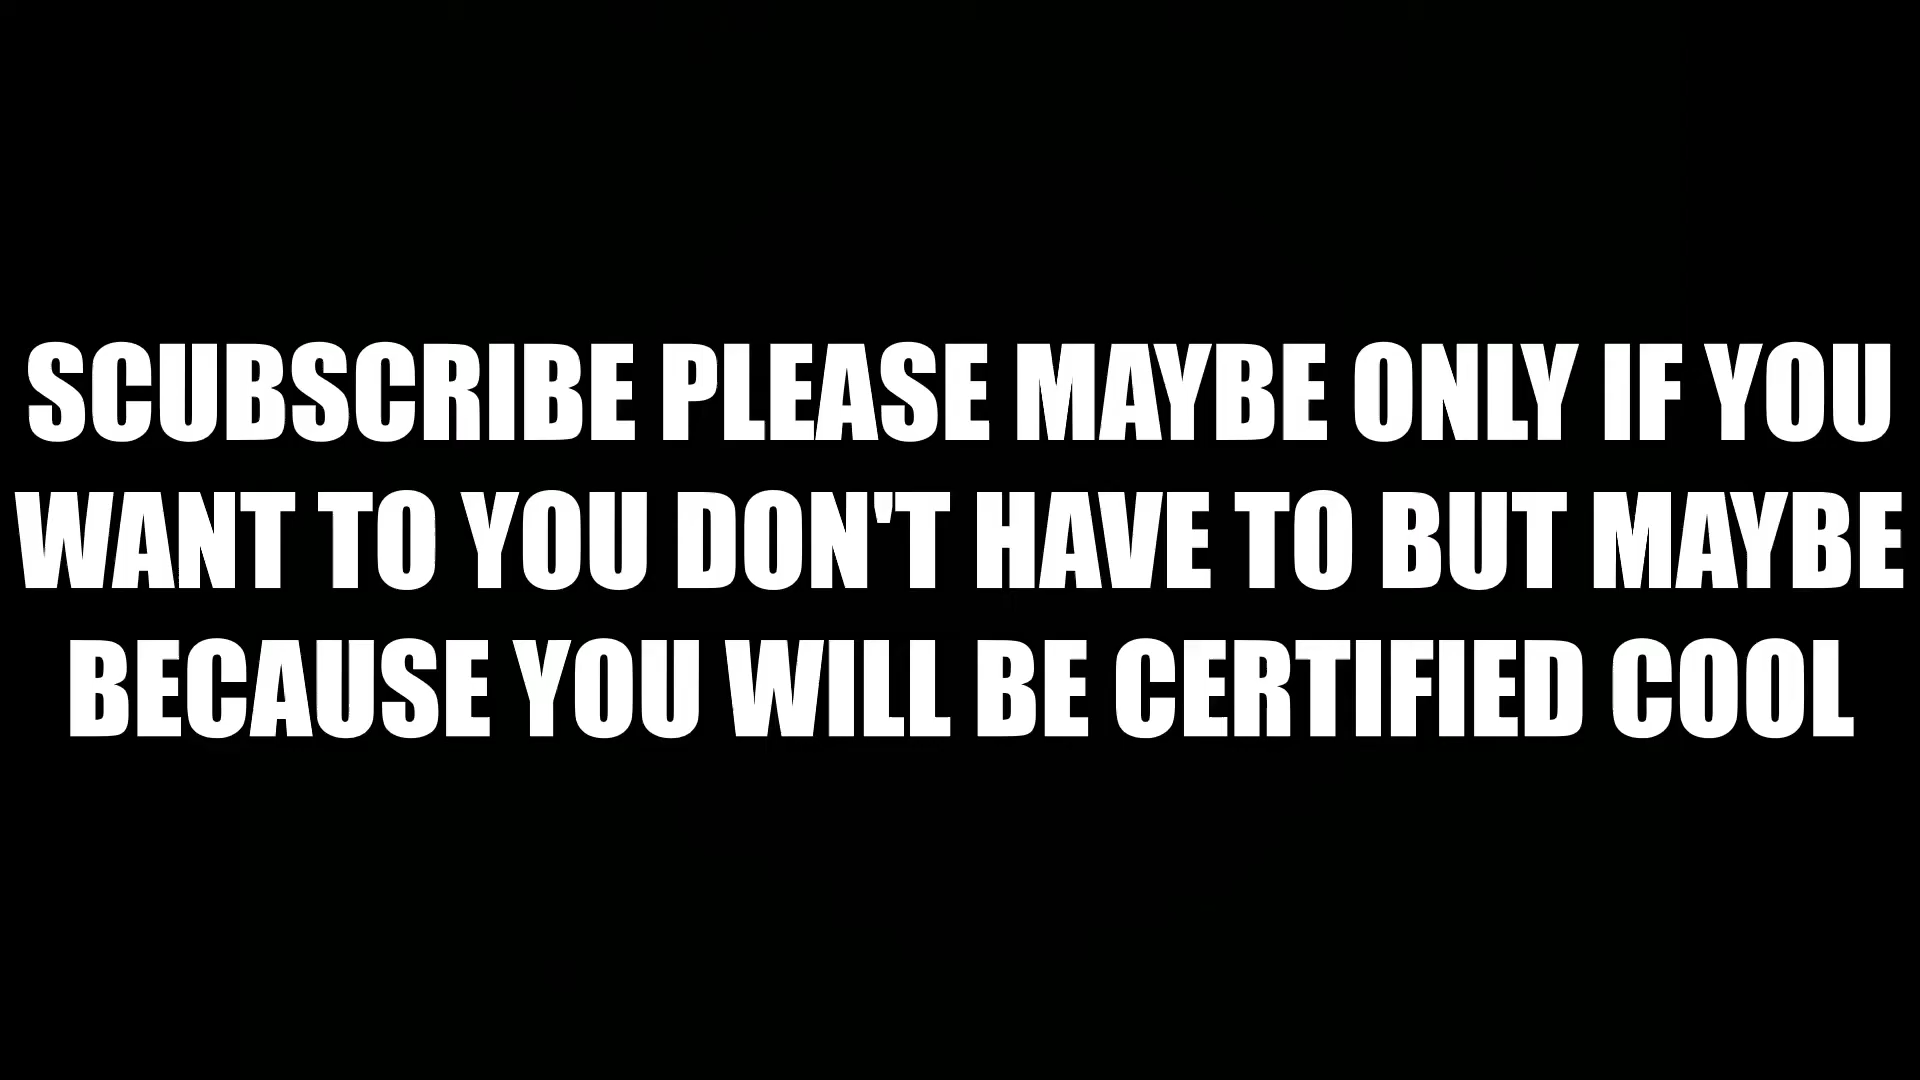 SCUBSCRIBE PLEASE MAYBE ONLY IF YOU
WANT TO YOU DON'T HAVE TO BUT MAYBE
BECAUSE YOU WILL BE CERTIFIED COOL